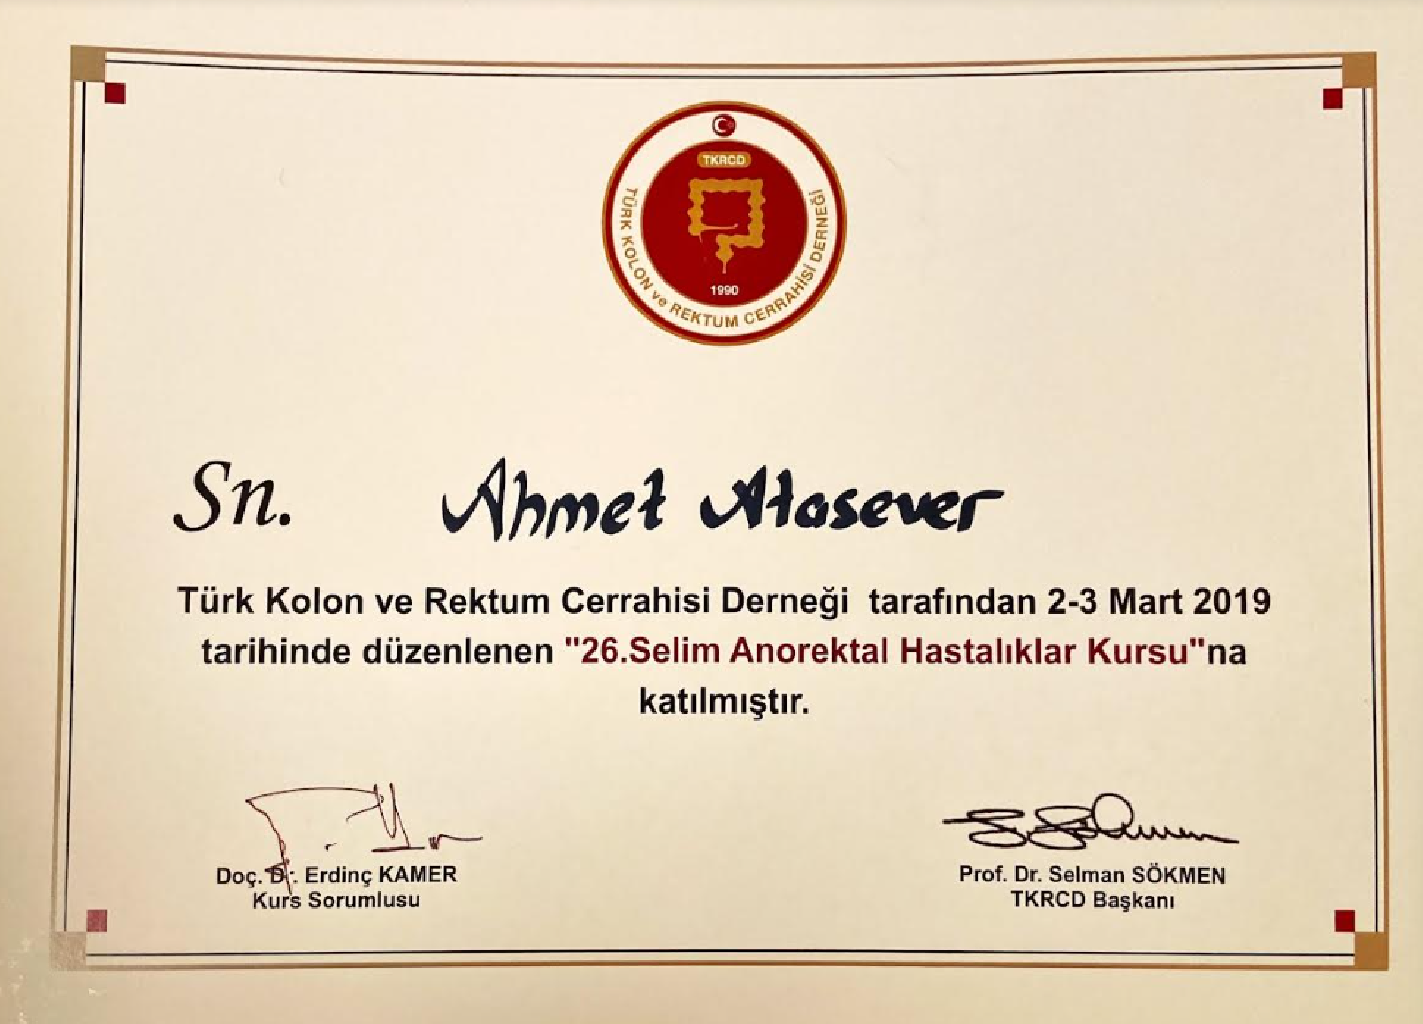 TKRCD
1990
TÜRK KOLON ve REKTUM CERRAHİSİ DERNEĞİ
Sn. Ahmet Atasever
Türk Kolon ve Rektum Cerrahisi Derneği tarafından 2-3 Mart 2019
tarihinde düzenlenen "26.Selim Anorektal Hastalıklar Kursu"na
katılmıştır.
Doç. Dr. Erdinç KAMER
Kurs Sorumlusu
Prof. Dr. Selman SÖKMEN
TKRCD Başkanı